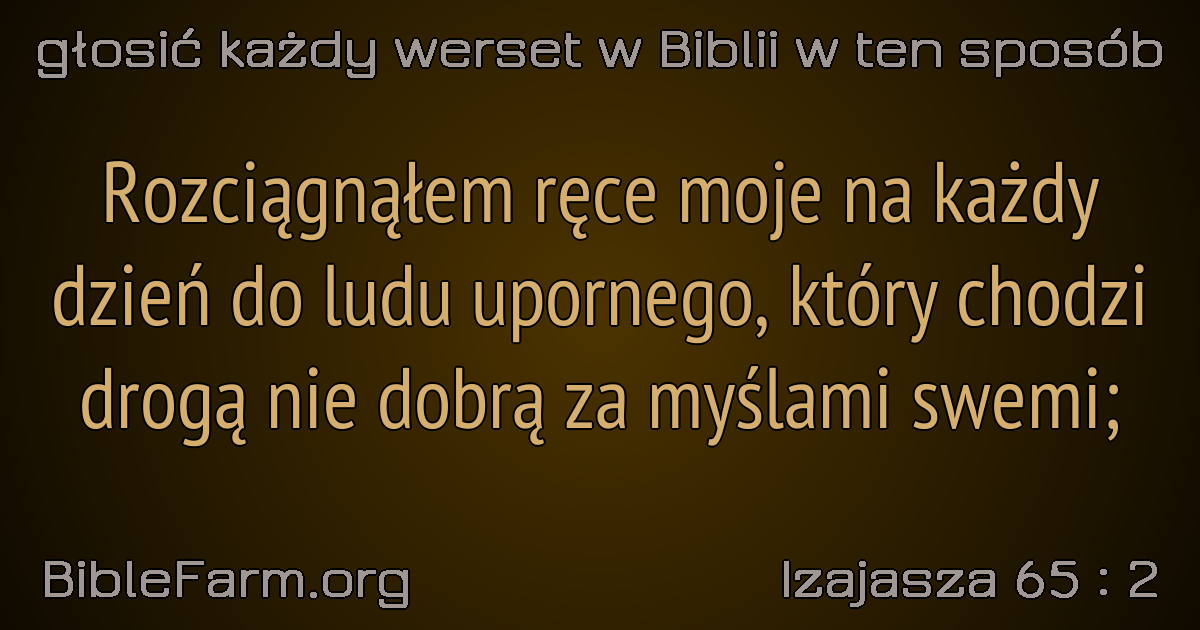 głosić każdy werset w Biblii w ten sposób
Rozciągnąłem ręce moje na każdy
dzień do ludu upornego, który chodzi
drogą nie dobrą za myślami swemi;
BibleFarm.org
Izajasza 65 : 2